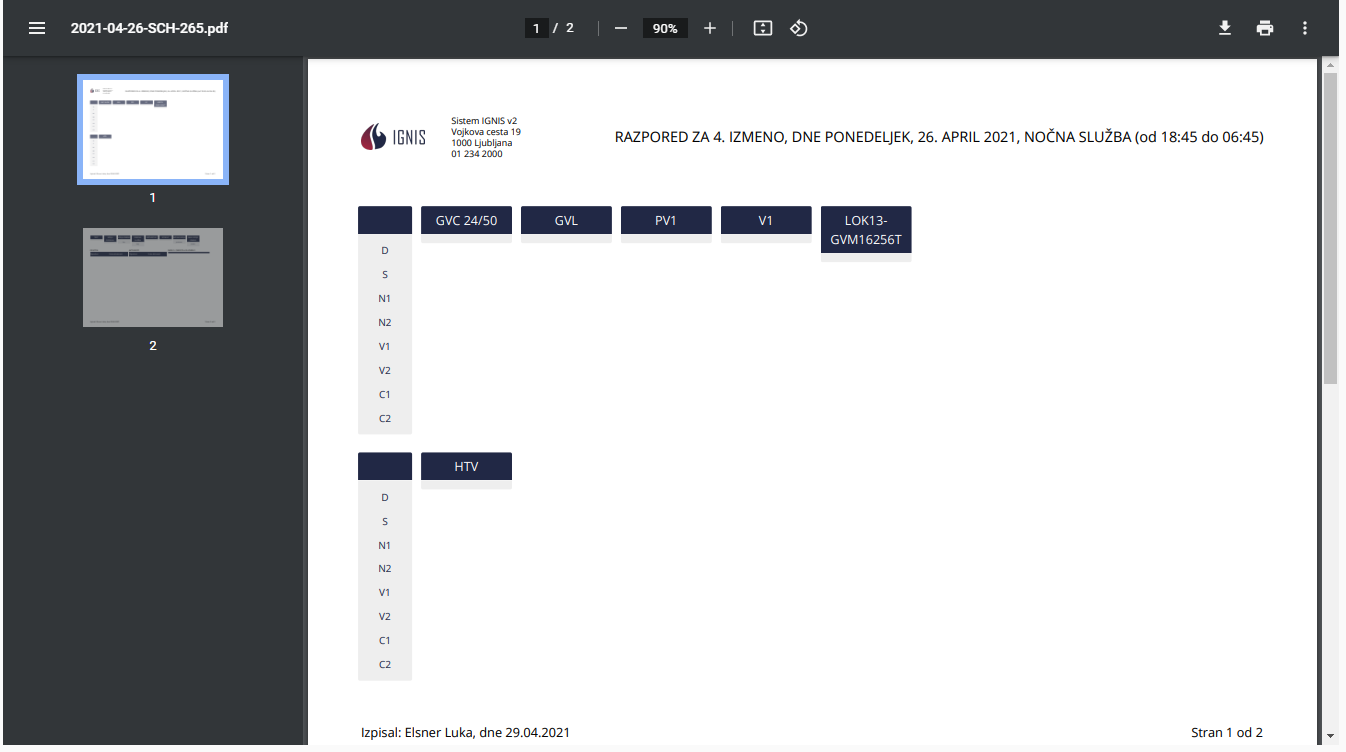 2021-04-26-SCH-265.pdf
1 / 2
90%
1
2
IGNIS
Sistem IGNIS v2
Vojkova cesta 19
1000 Ljubljana
01 234 2000
RAZPORED ZA 4. IZMENO, DNE PONEDELJEK, 26. APRIL 2021, NOČNA SLUŽBA (od 18:45 do 06:45)
GVC 24/50
GVL
PV1
V1
LOK13-
GVM16256T
D
S
N1
N2
V1
V2
C1
C2
HTV
D
S
N1
N2
V1
V2
C1
C2
Izpisal: Elsner Luka, dne 29.04.2021
Stran 1 od 2